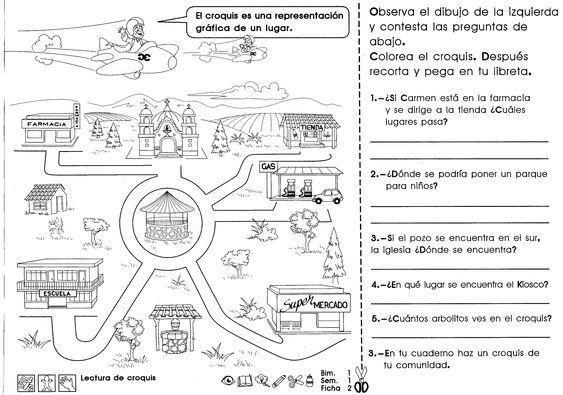 El croquis es una representación
gráfica de un lugar.
FARMACIA
TIENDA
GAS
ESCUELA
Super
MERCADO
Lectura de croquis
Bim. 1
Sem. 1
Ficha 2
Observa el dibujo de la izquierda
y contesta las preguntas de
abajo.
Colorea el croquis. Después
recorta y pega en tu libreta.
1.-¿Si Carmen está en la farmacia
y se dirige a la tienda ¿Cuáles
lugares pasa?
2.-¿Dónde se podría poner un parque
para niños?
3.-Si el pozo se encuentra en el sur,
la iglesia ¿Dónde se encuentra?
4.-¿En qué lugar se encuentra el Kiosco?
5.-¿Cuántos arbolitos ves en el croquis?
3.-En tu cuaderno haz un croquis de
tu comunidad.